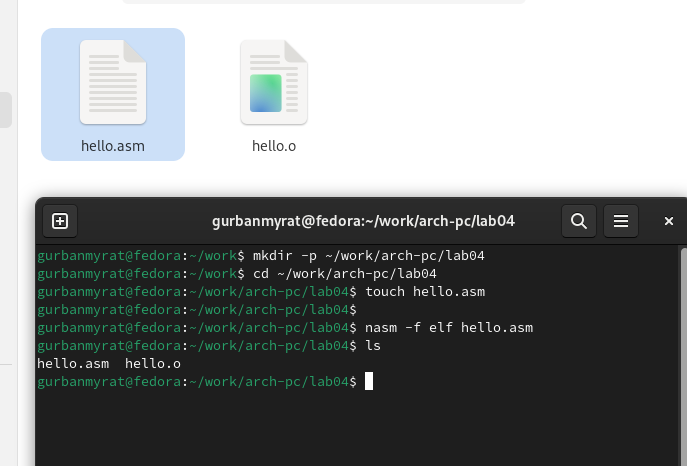 hello.asm hello.o
gurbanmyrat@fedora:~/work/arch-pc/lab04
gurbanmyrat@fedora:~/work$ mkdir -p ~/work/arch-pc/lab04
gurbanmyrat@fedora:~/work$ cd ~/work/arch-pc/lab04
gurbanmyrat@fedora:~/work/arch-pc/lab04$ touch hello.asm
gurbanmyrat@fedora:~/work/arch-pc/lab04$
gurbanmyrat@fedora:~/work/arch-pc/lab04$ nasm -f elf hello.asm
gurbanmyrat@fedora:~/work/arch-pc/lab04$ ls
hello.asm  hello.o
gurbanmyrat@fedora:~/work/arch-pc/lab04$